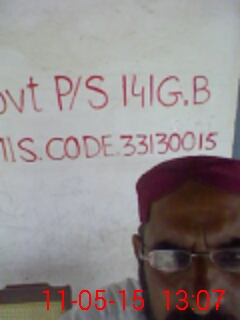 ovt P/S 141G.B
MIS.CODE.33130015
11-05-15 13:07